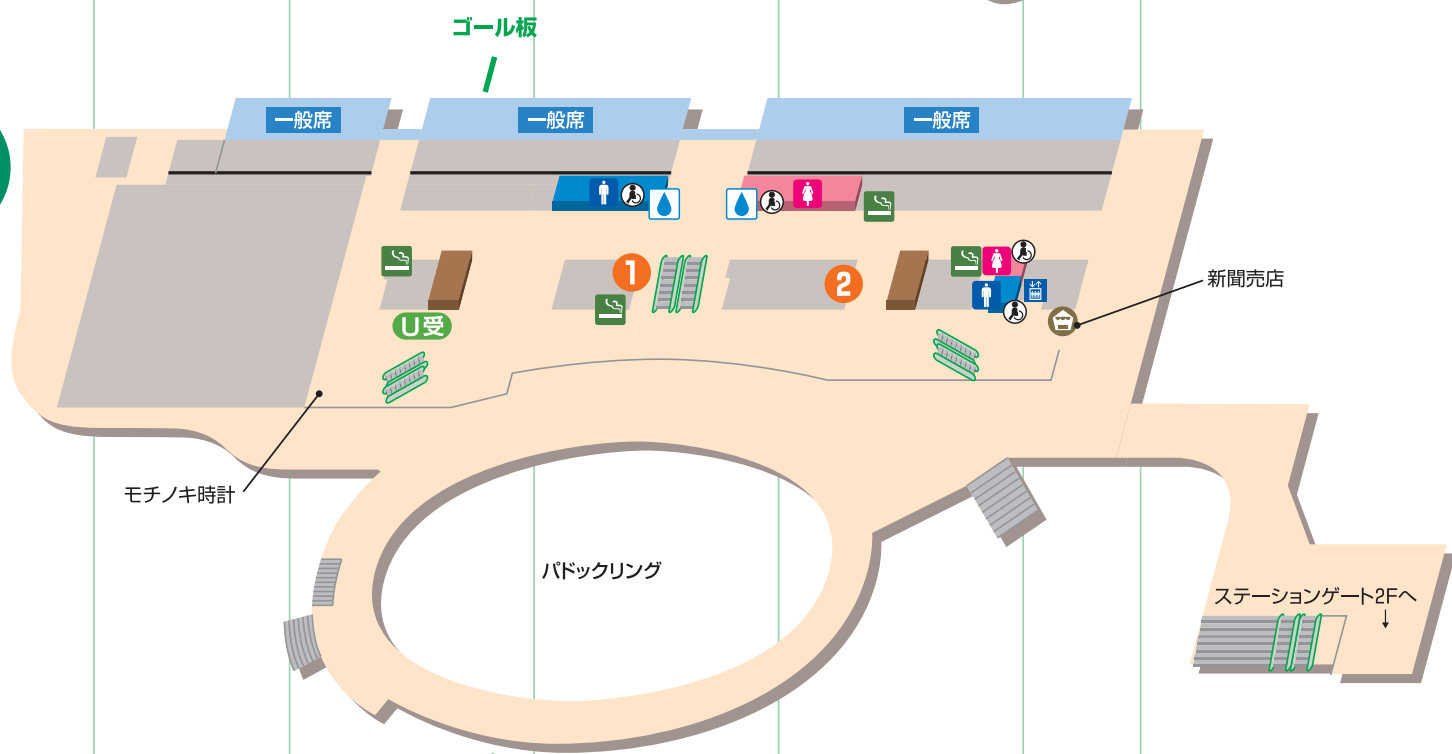 ゴール板
一般席
一般席
一般席
1
2
U受
新聞売店
モチノキ時計
パドックリング
ステーションゲート2Fへ
↓